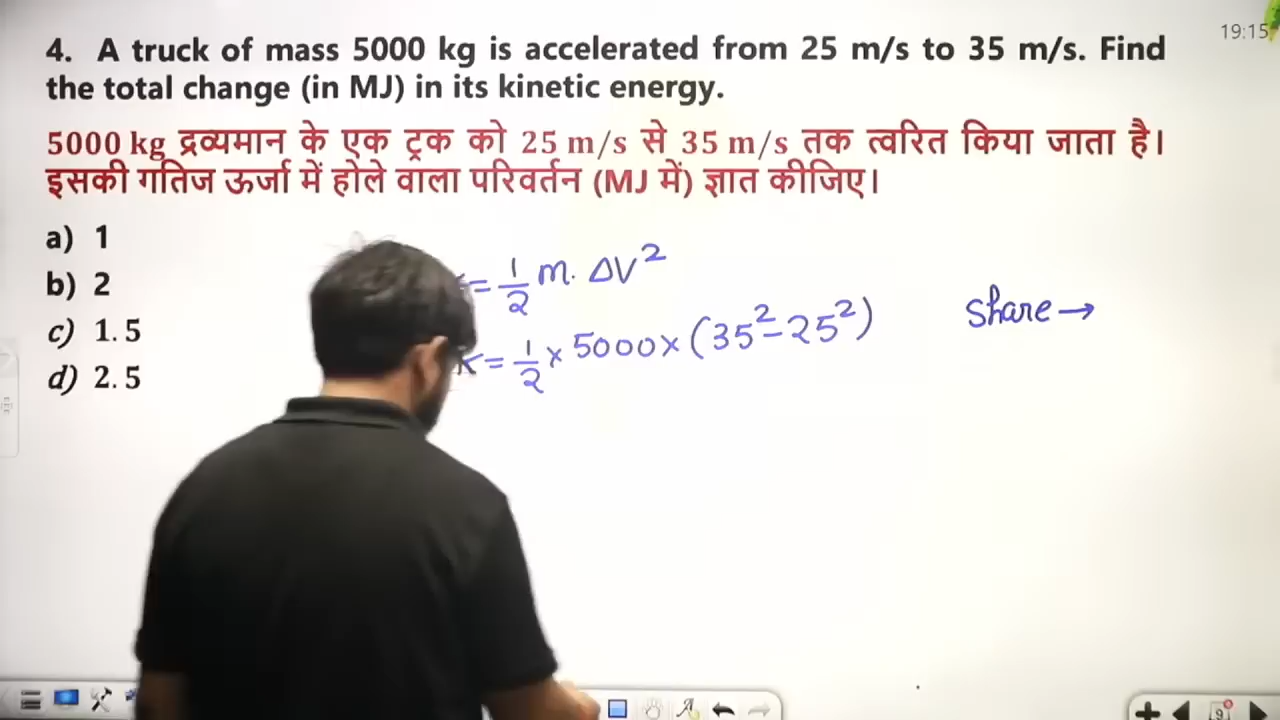 19:15
4. A truck of mass 5000 kg is accelerated from 25 m/s to 35 m/s. Find
the total change (in MJ) in its kinetic energy.
5000 kg द्रव्यमान के एक ट्रक को 25 m/s से 35 m/s तक त्वरित किया जाता है।
इसकी गतिज ऊर्जा में होले वाला परिवर्तन (MJ में) ज्ञात कीजिए।
a) 1
b) 2
c) 1.5
d) 2.5
= 1/2 m. ΔV²
K = 1/2 × 5000 × (35² - 25²)
Share →